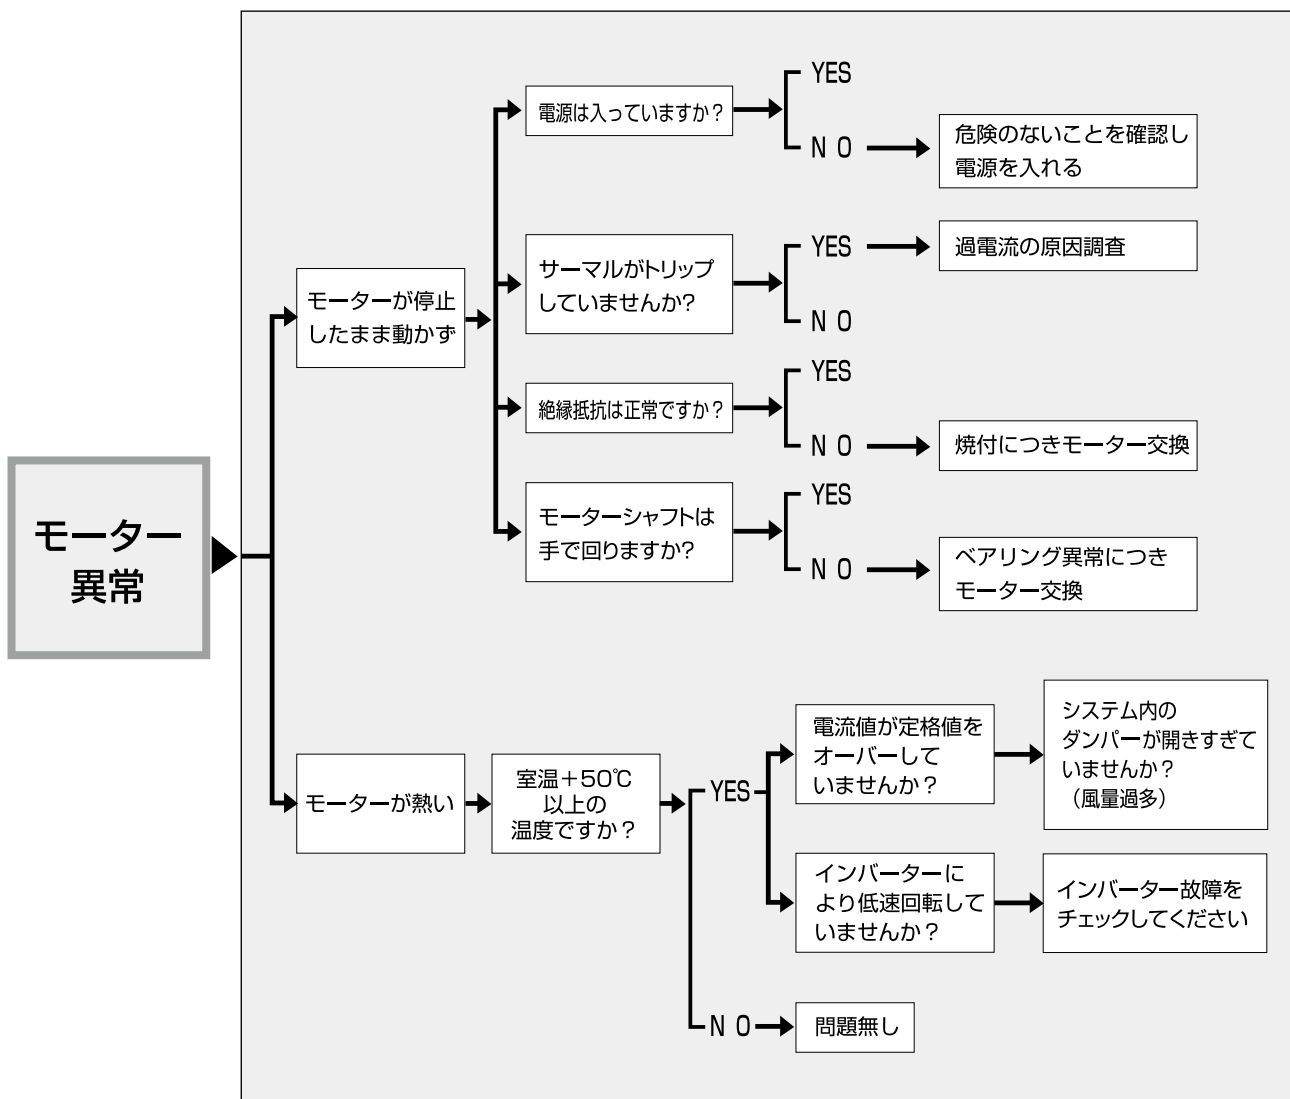 モーター
異常
モーターが停止
したまま動かず
電源は入っていますか？
YES
NO
危険のないことを確認し
電源を入れる
サーマルがトリップ
していませんか？
YES
過電流の原因調査
NO
絶縁抵抗は正常ですか？
YES
NO
焼付につきモーター交換
モーターシャフトは
手で回りますか？
YES
NO
ベアリング異常につき
モーター交換
モーターが熱い
室温＋50℃
以上の
温度ですか？
YES
電流値が定格値を
オーバーして
いませんか？
システム内の
ダンパーが開きすぎて
いませんか？
（風量過多）
インバーターに
より低速回転して
いませんか？
インバーター故障を
チェックしてください
NO
問題無し